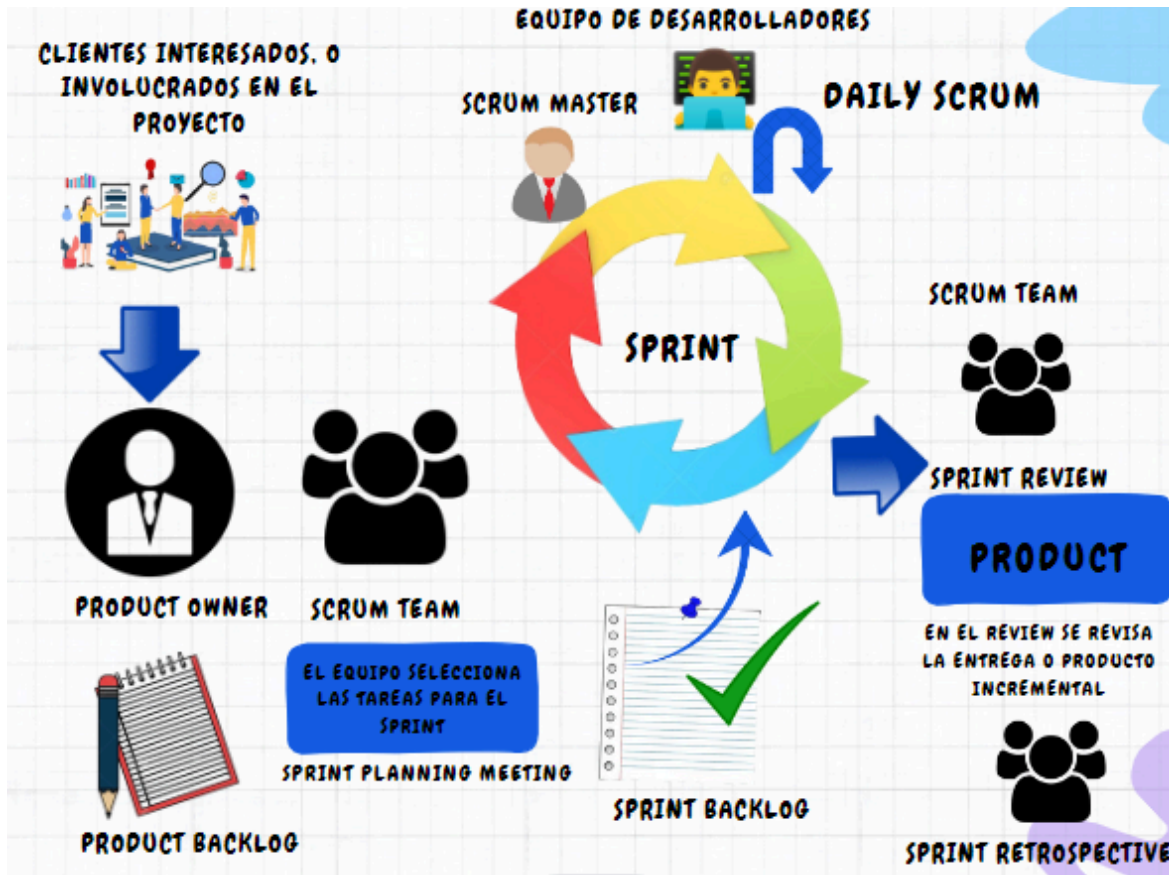 EQUIPO DE DESARROLLADORES
CLIENTES INTERESADOS, O
INVOLUCRADOS EN EL
PROYECTO
SCRUM MASTER
DAILY SCRUM
SPRINT
SCRUM TEAM
SPRINT REVIEW
PRODUCT
PRODUCT OWNER
SCRUM TEAM
EL EQUIPO SELECCIONA
LAS TAREAS PARA EL
SPRINT
SPRINT PLANNING MEETING
EN EL REVIEW SE REVISA
LA ENTREGA O PRODUCTO
INCREMENTAL
SPRINT BACKLOG
PRODUCT BACKLOG
SPRINT RETROSPECTIVE